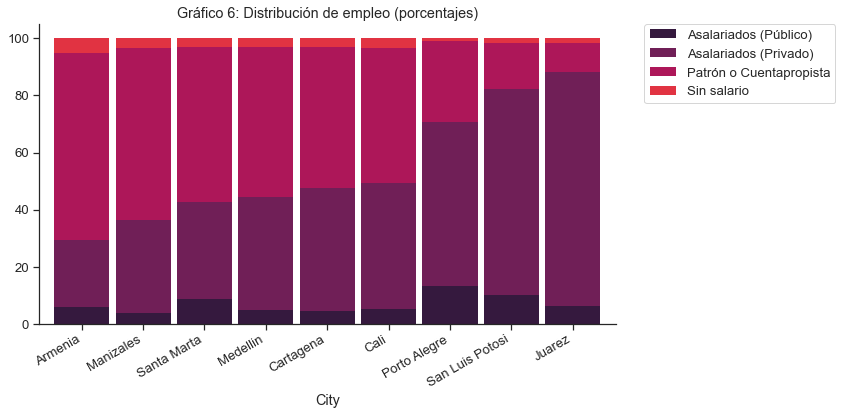 Gráfico 6: Distribución de empleo (porcentajes)
100
80
60
40
20
0
Armenia
Manizales
Santa Marta
Medellin
Cartagena
Cali
Porto Alegre
San Luis Potosi
Juarez
City
Asalariados (Público)
Asalariados (Privado)
Patrón o Cuentapropista
Sin salario